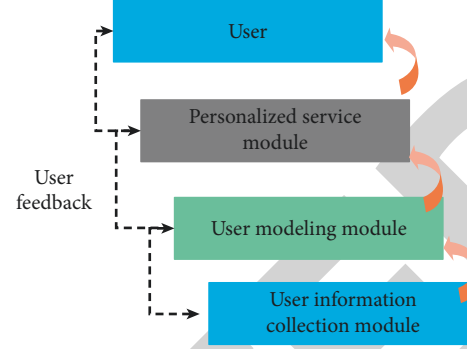 User
Personalized service
module
User
feedback
User modeling module
User information
collection module